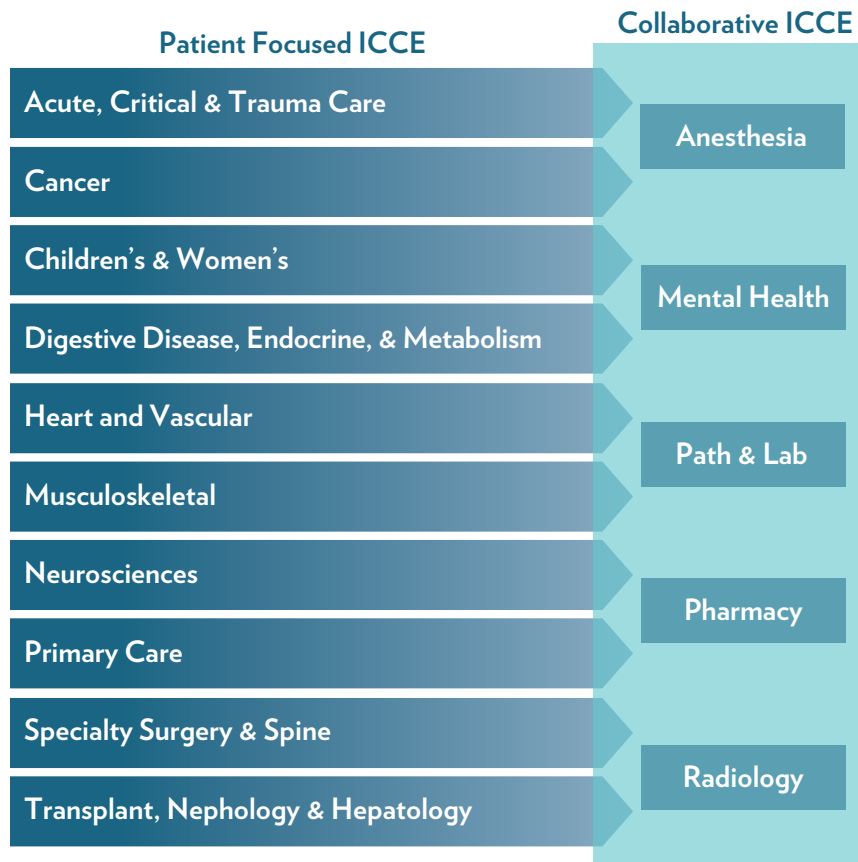 Patient Focused ICCE
Collaborative ICCE
Acute, Critical & Trauma Care
Cancer
Children's & Women's
Digestive Disease, Endocrine, & Metabolism
Heart and Vascular
Musculoskeletal
Neurosciences
Primary Care
Specialty Surgery & Spine
Transplant, Nephology & Hepatology
Anesthesia
Mental Health
Path & Lab
Pharmacy
Radiology